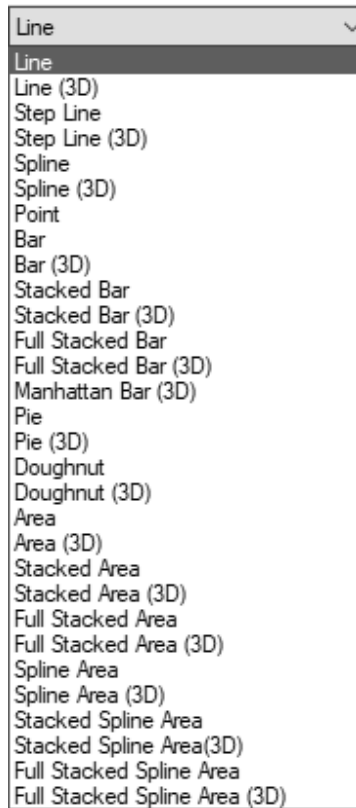 Line
Line
Line (3D)
Step Line
Step Line (3D)
Spline
Spline (3D)
Point
Bar
Bar (3D)
Stacked Bar
Stacked Bar (3D)
Full Stacked Bar
Full Stacked Bar (3D)
Manhattan Bar (3D)
Pie
Pie (3D)
Doughnut
Doughnut (3D)
Area
Area (3D)
Stacked Area
Stacked Area (3D)
Full Stacked Area
Full Stacked Area (3D)
Spline Area
Spline Area (3D)
Stacked Spline Area
Stacked Spline Area(3D)
Full Stacked Spline Area
Full Stacked Spline Area (3D)